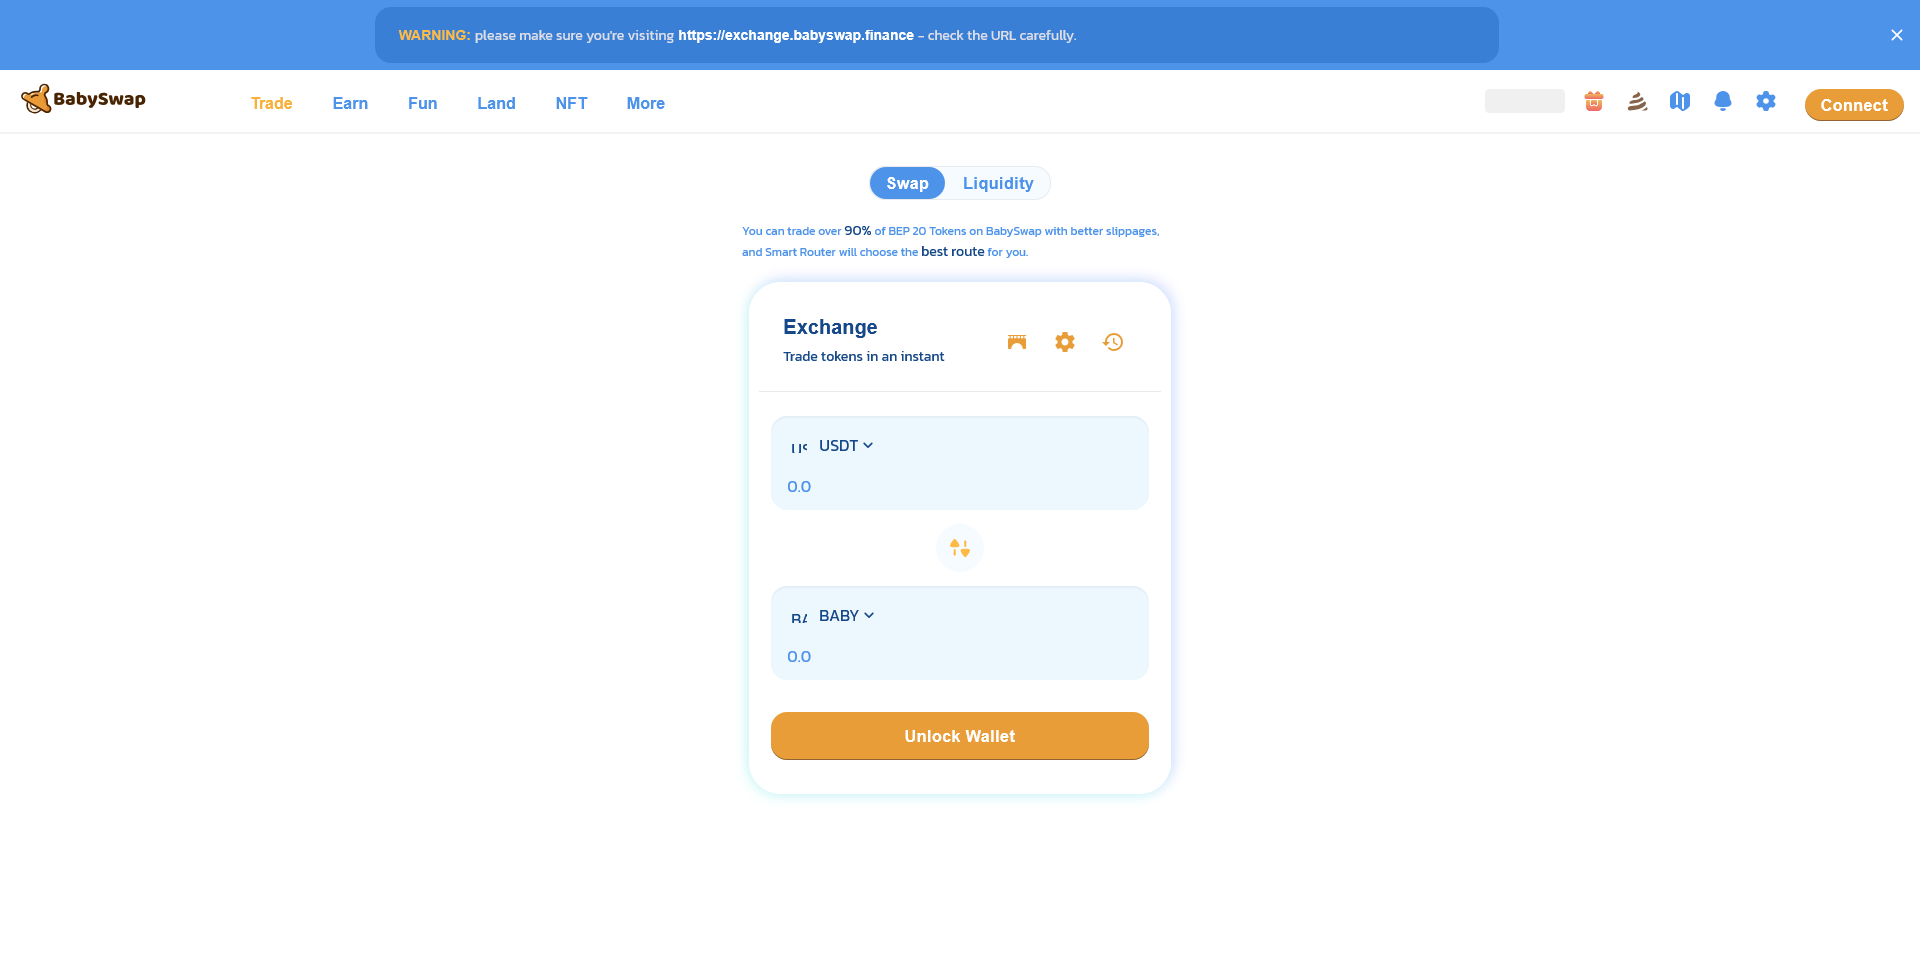 WARNING: please make sure you're visiting https://exchange.babyswap.finance - check the URL carefully.
BabySwap
Trade Earn Fun Land NFT More
Connect
Swap Liquidity
You can trade over 90% of BEP 20 Tokens on BabySwap with better slippages,
and Smart Router will choose the best route for you.
Exchange
Trade tokens in an instant
USDT
0.0
BABY
0.0
Unlock Wallet